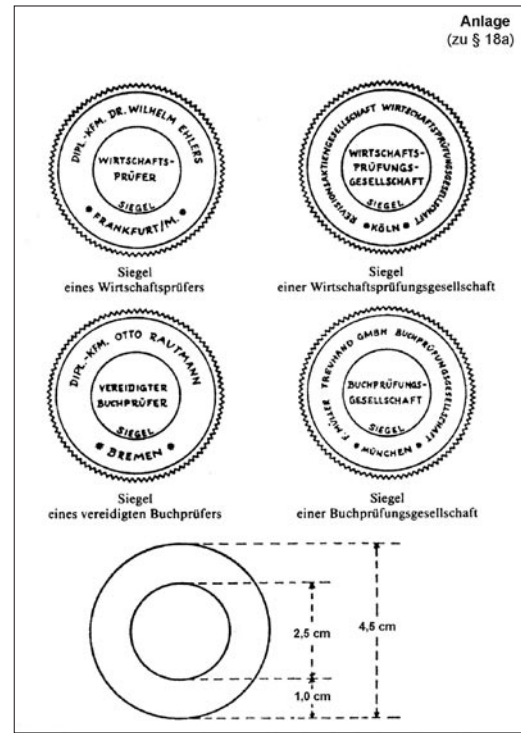 Anlage
(zu § 18a)
DIPL.-KFM. DR. WILHELM EHLERS
WIRTSCHAFTS-
PRÜFER
SIEGEL
• FRANKFURT/M. •
Siegel
eines Wirtschaftsprüfers
REVISIONSAKTIENGESELLSCHAFT WIRTSCHAFTSPRÜFUNGSGESELLSCHAFT
WIRTSCHAFTS-
PRÜFUNGS-
GESELLSCHAFT
SIEGEL
• KÖLN •
Siegel
einer Wirtschaftsprüfungsgesellschaft
DIPL.-KFM. OTTO RAUTMANN
VEREIDIGTER
BUCHPRÜFER
SIEGEL
• BREMEN •
Siegel
eines vereidigten Buchprüfers
F. MÜLLER TREUHAND GMBH BUCHPRÜFUNGSGESELLSCHAFT
BUCHPRÜFUNGS-
GESELLSCHAFT
SIEGEL
• MÜNCHEN •
Siegel
einer Buchprüfungsgesellschaft
2,5 cm
4,5 cm
1,0 cm